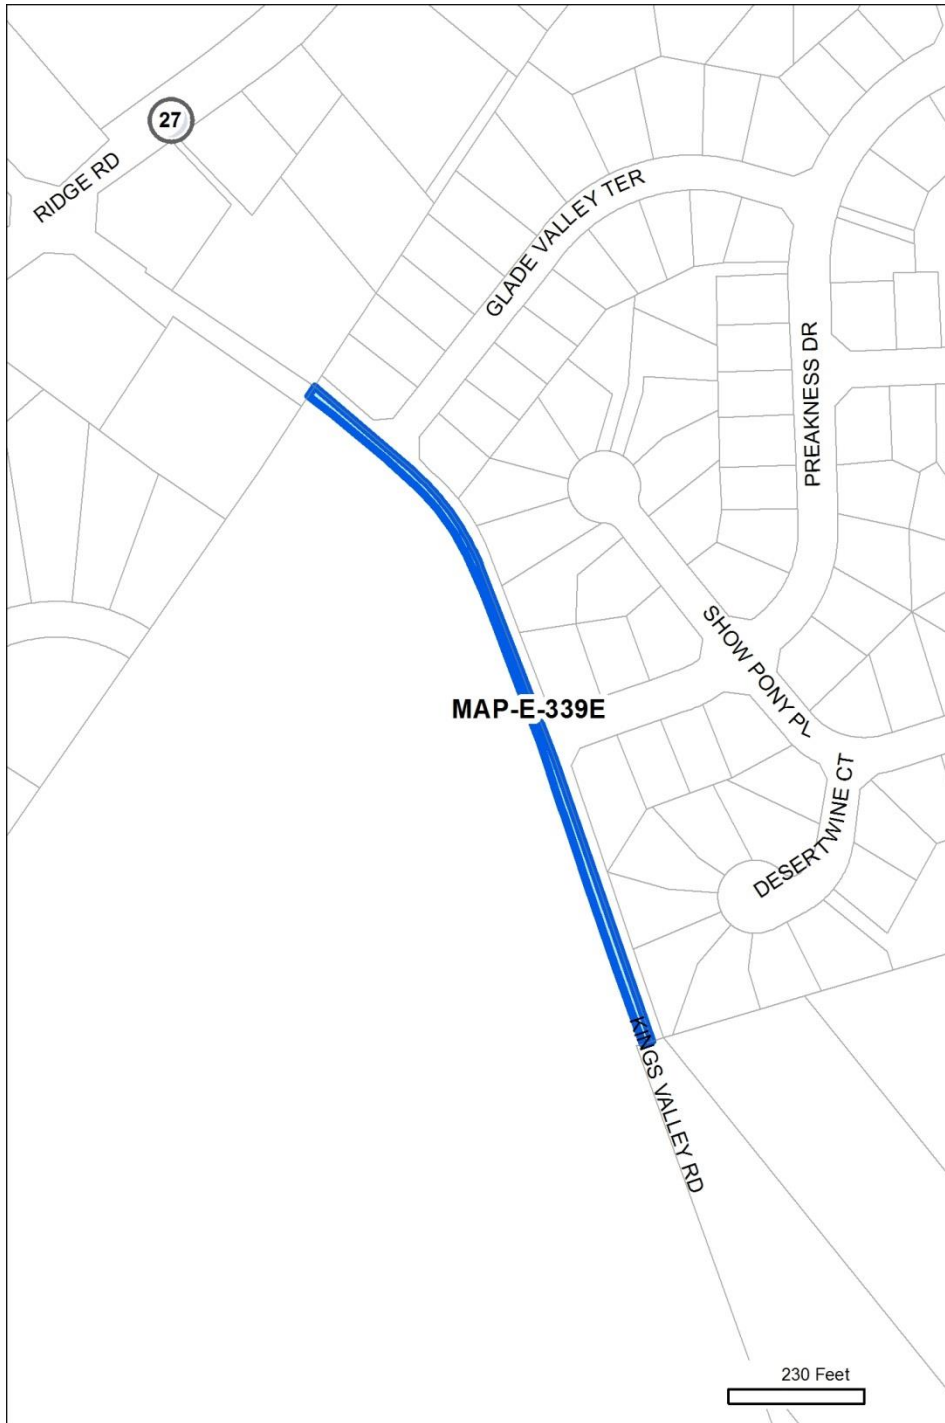 27
RIDGE RD
GLADE VALLEY TER
PREAKNESS DR
SHOW PONY PL
MAP-E-339E
DESERTWINE CT
KINGS VALLEY RD
230 Feet